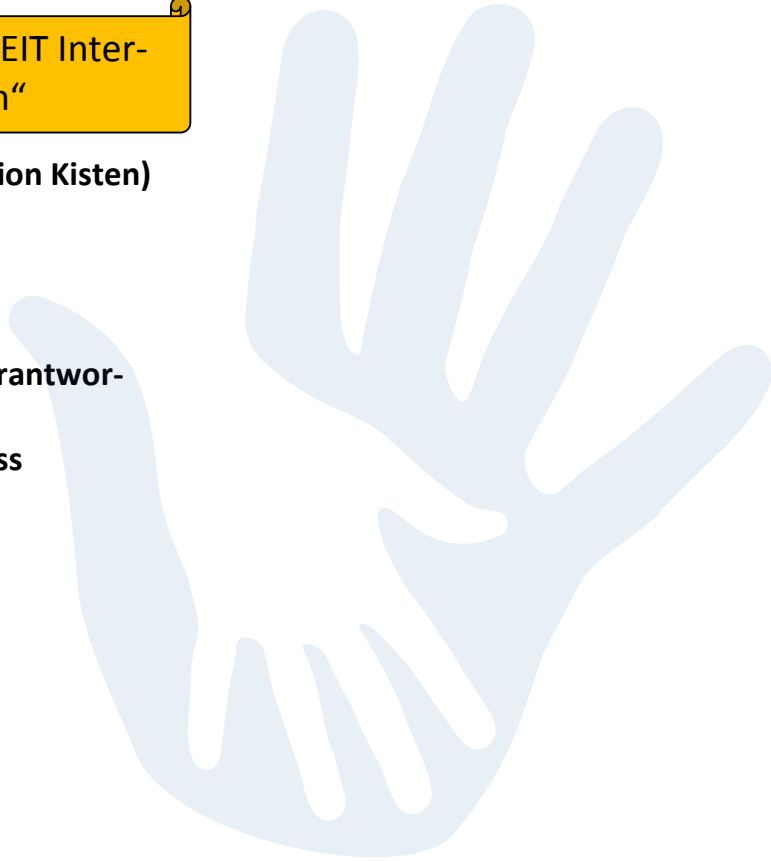 EIT Inter-
n“
ion Kisten)
rantwor-
ss